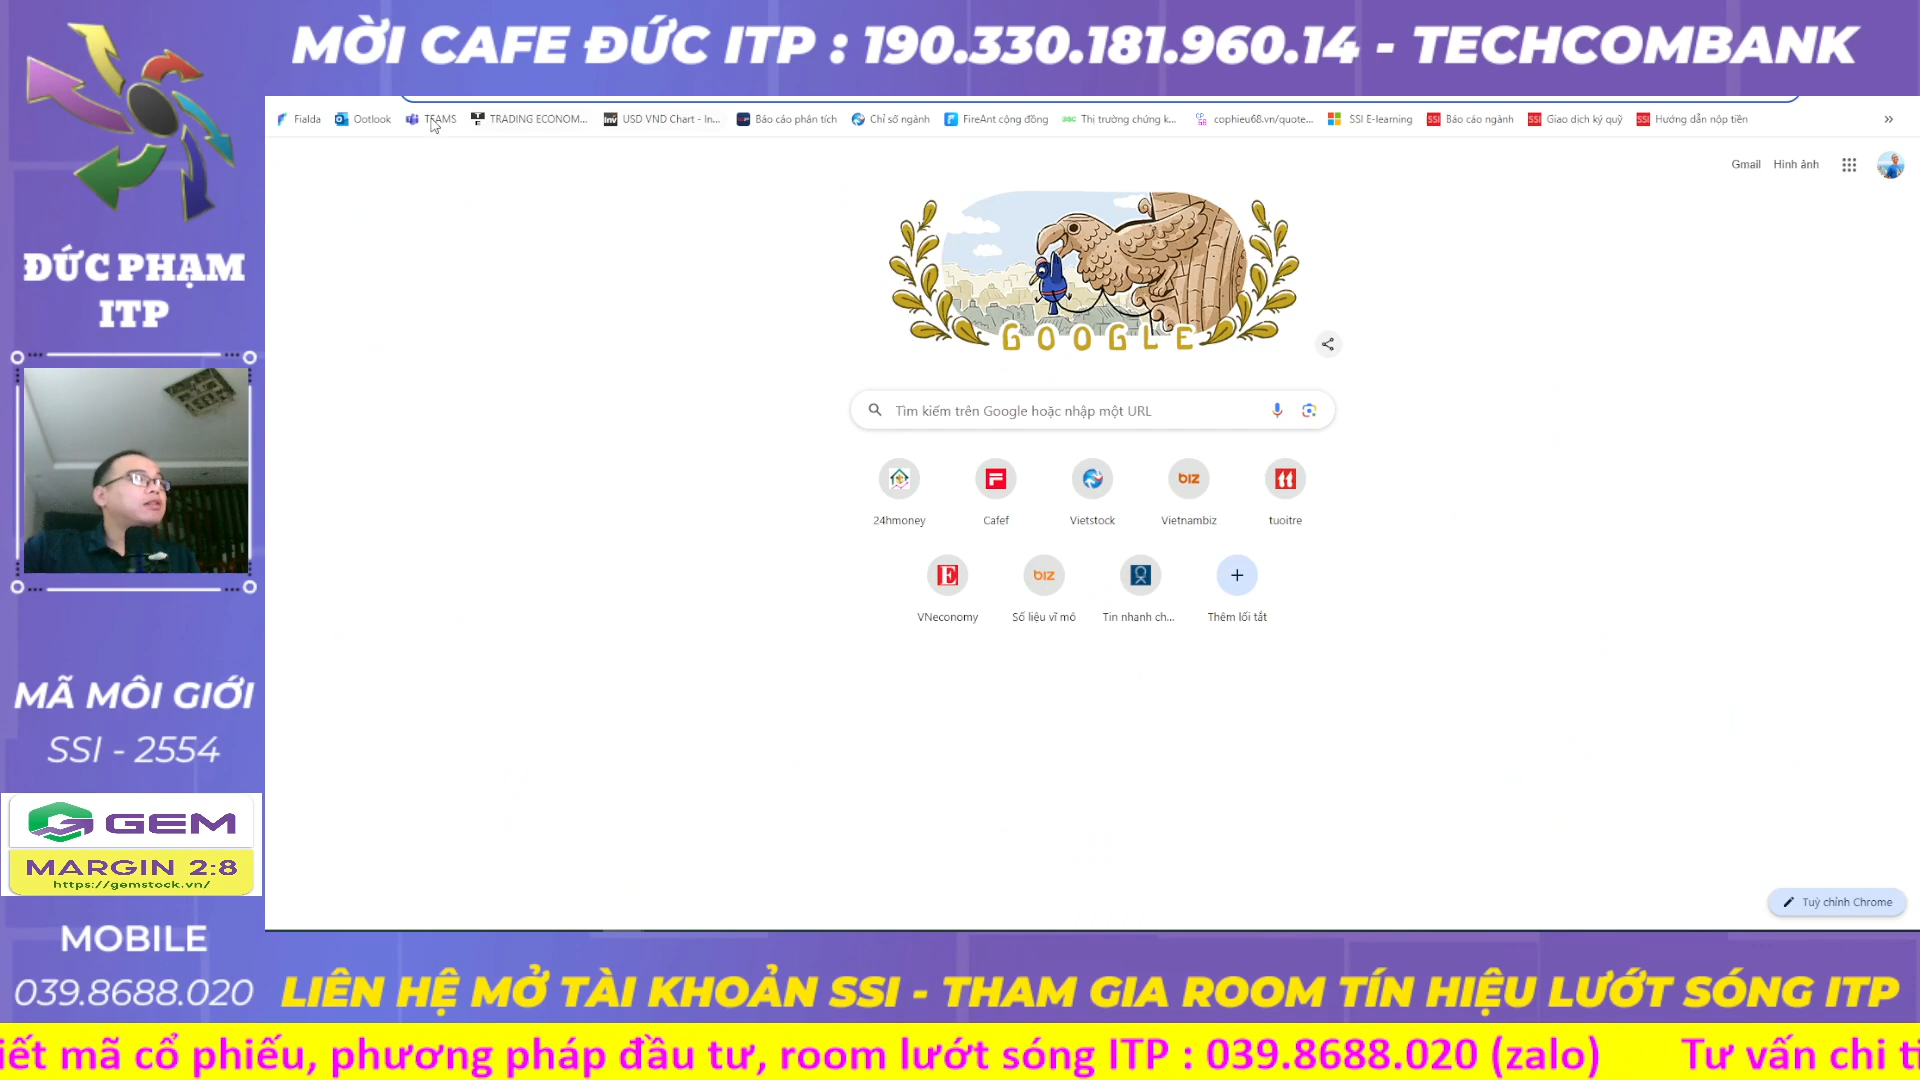 MỜI CAFE ĐỨC ITP : 190.330.181.960.14 - TECHCOMBANK
Fialda
Ootlook
TEAMS
TRADING ECONOM...
USD VND Chart - In...
Báo cáo phân tích
Chỉ số ngành
FireAnt cộng đồng
Thị trường chứng k...
cophieu68.vn/quote...
SSI E-learning
Báo cáo ngành
Giao dịch ký quỹ
Hướng dẫn nộp tiền
»
Gmail
Hình ảnh
ĐỨC PHẠM
ITP
GOOGLE
Tìm kiếm trên Google hoặc nhập một URL
24hmoney
Cafef
Vietstock
Vietnambiz
tuoitre
VNeconomy
Số liệu vĩ mô
Tin nhanh ch...
Thêm lối tắt
MÃ MÔI GIỚI
SSI - 2554
GEM
MARGIN 2:8
https://gemstock.vn/
MOBILE
039.8688.020
Tuỳ chỉnh Chrome
LIÊN HỆ MỞ TÀI KHOẢN SSI - THAM GIA ROOM TÍN HIỆU LƯỚT SÓNG ITP
iết mã cổ phiếu, phương pháp đầu tư, room lướt sóng ITP : 039.8688.020 (zalo) Tư vấn chi ti